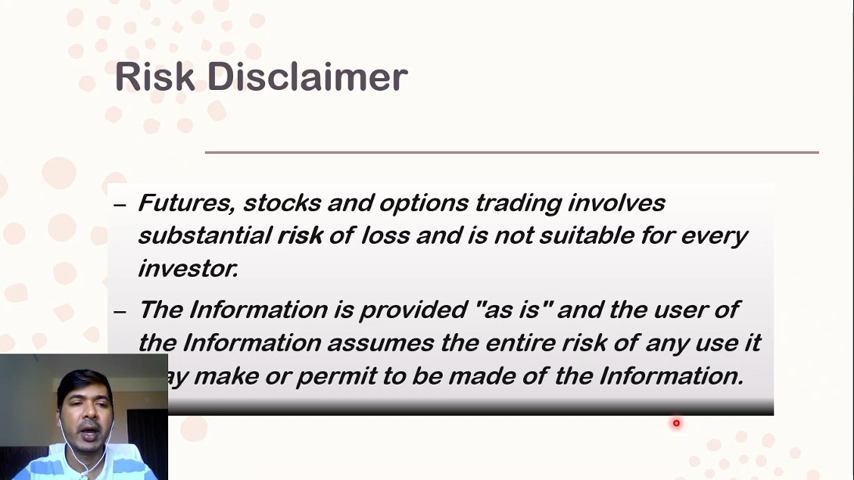 Risk Disclaimer
– Futures, stocks and options trading involves
substantial risk of loss and is not suitable for every
investor.
– The Information is provided "as is" and the user of
the Information assumes the entire risk of any use it
make or permit to be made of the Information.